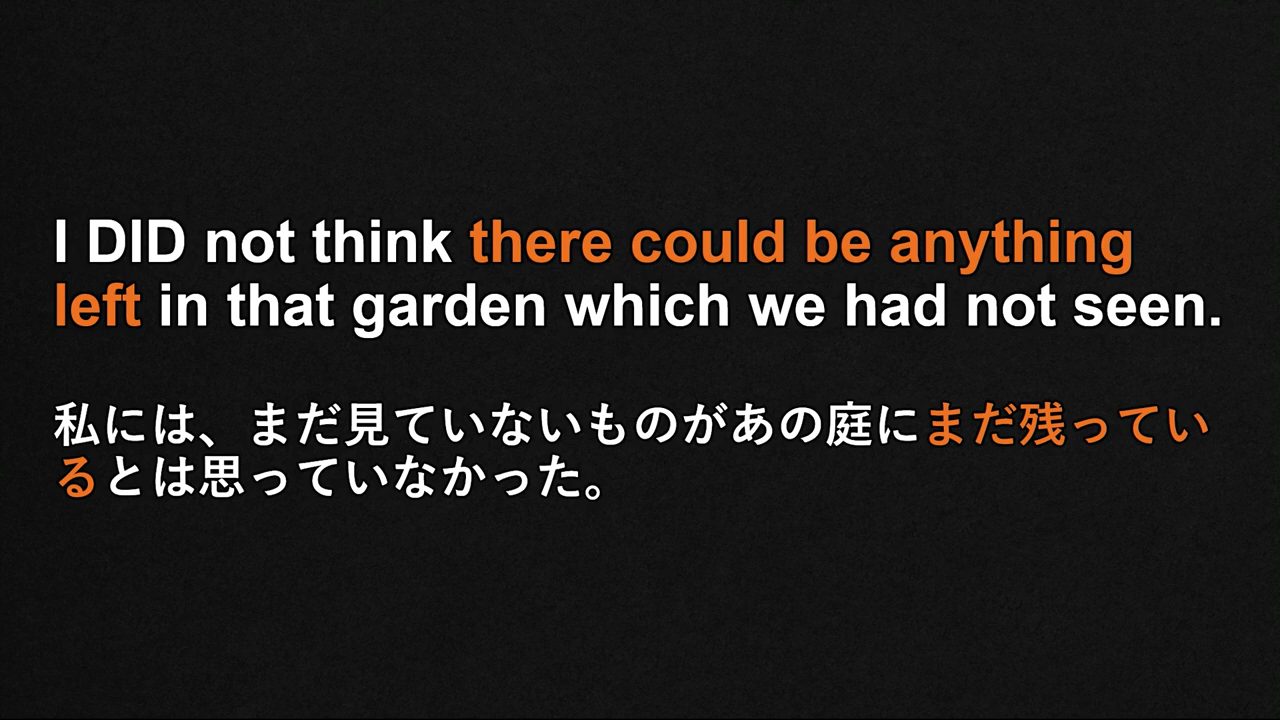 I DID not think there could be anything
left in that garden which we had not seen.
私には、まだ見ていないものがあの庭にまだ残ってい
るとは思っていなかった。